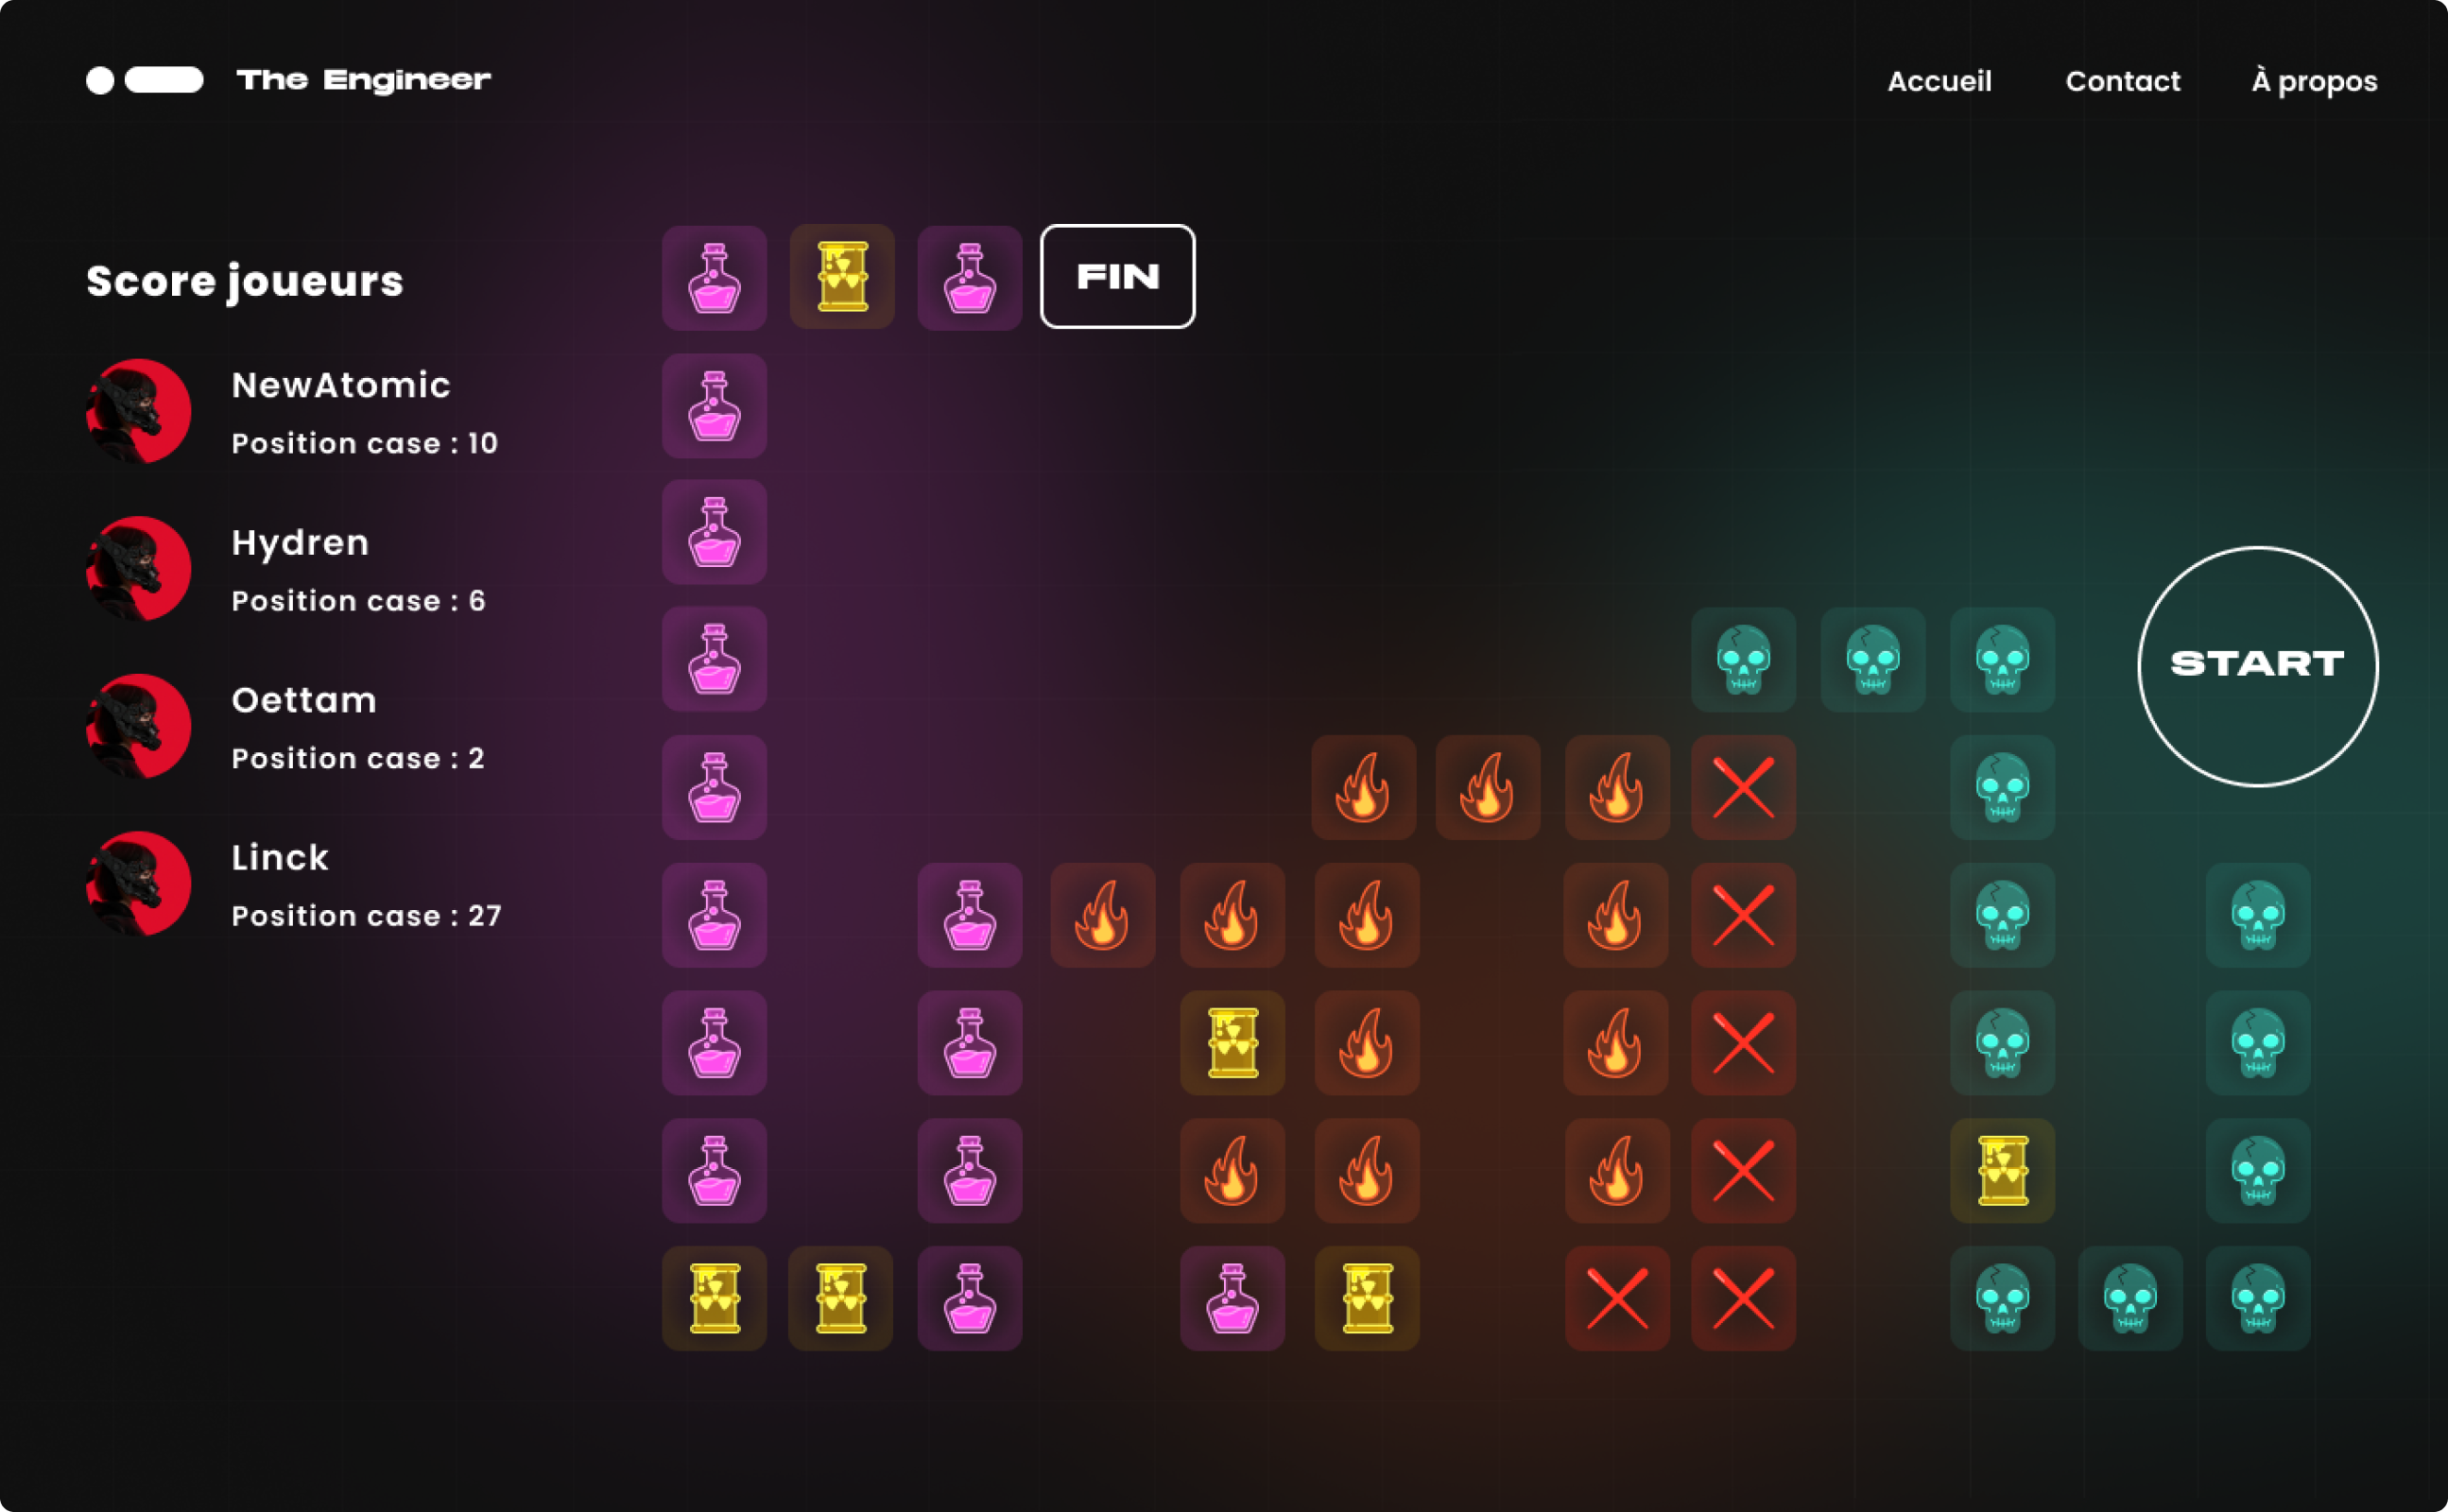 The Engineer
Accueil
Contact
À propos
Score joueurs
NewAtomic
Position case : 10
Hydren
Position case : 6
Oettam
Position case : 2
Linck
Position case : 27
FIN
START